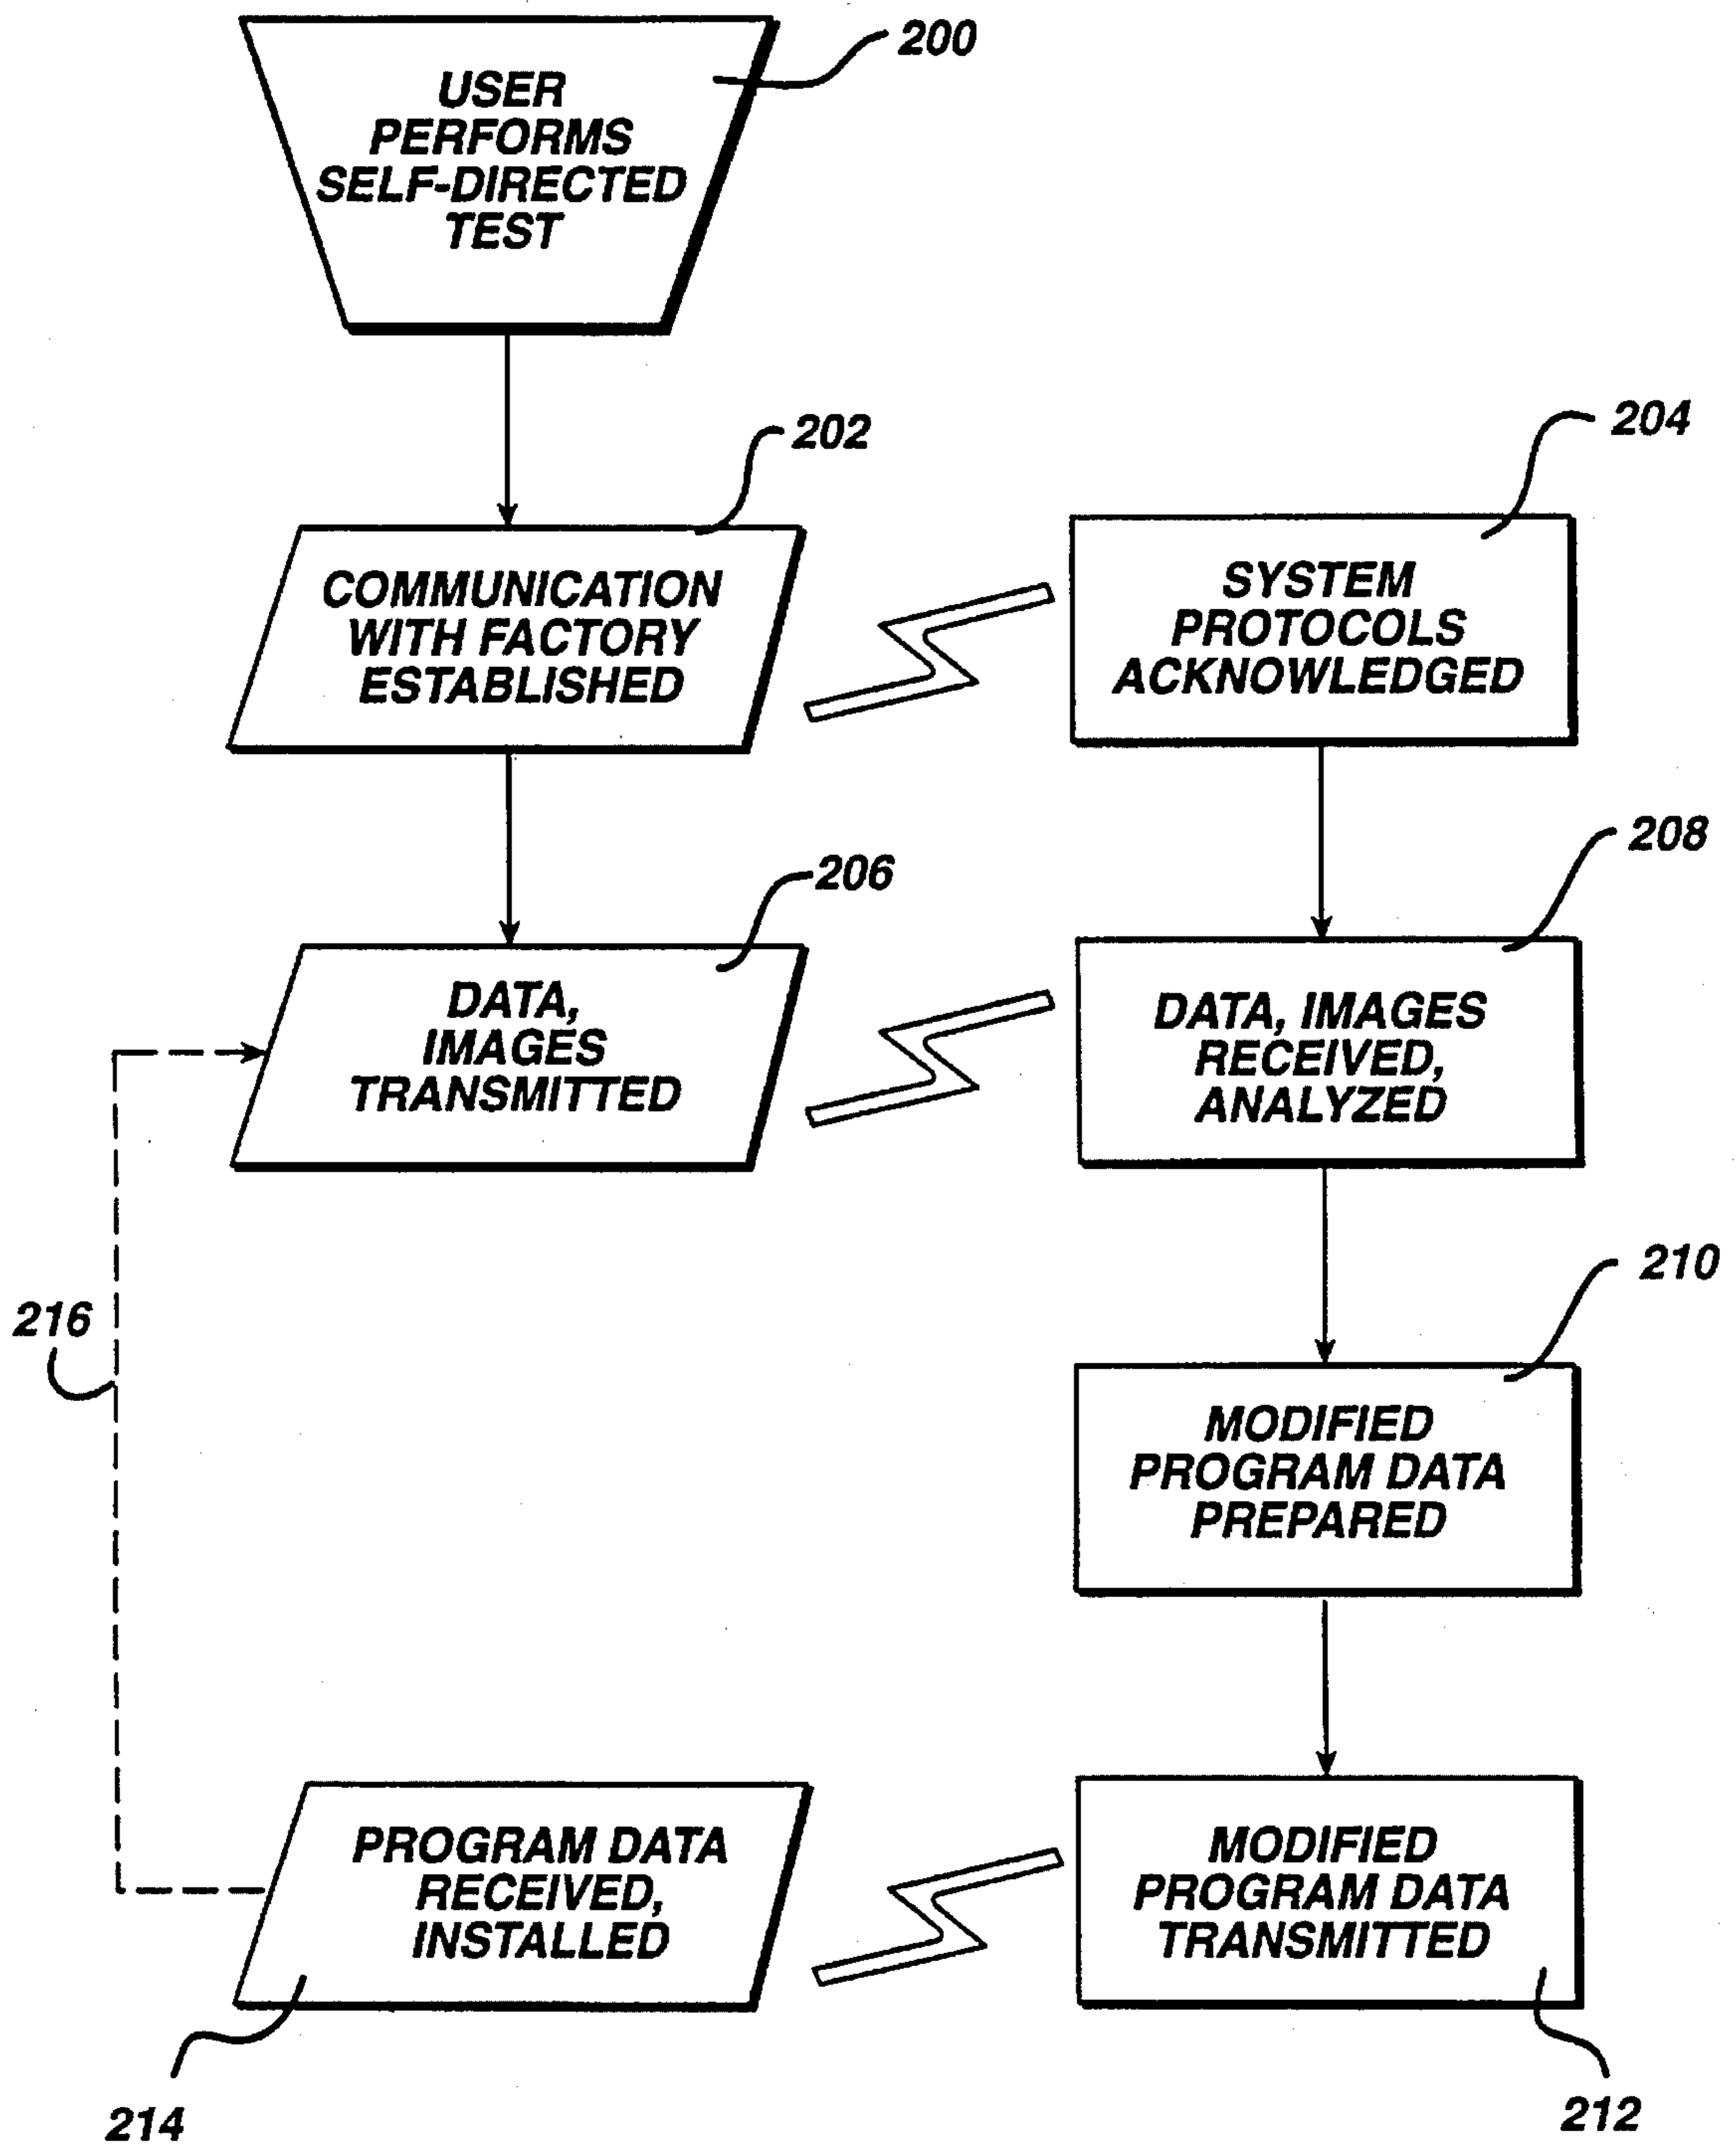 200
USER
PERFORMS
SELF-DIRECTED
TEST
202
COMMUNICATION
WITH FACTORY
ESTABLISHED
204
SYSTEM
PROTOCOLS
ACKNOWLEDGED
206
DATA,
IMAGES
TRANSMITTED
208
DATA, IMAGES
RECEIVED,
ANALYZED
210
MODIFIED
PROGRAM DATA
PREPARED
216
PROGRAM DATA
RECEIVED,
INSTALLED
214
MODIFIED
PROGRAM DATA
TRANSMITTED
212